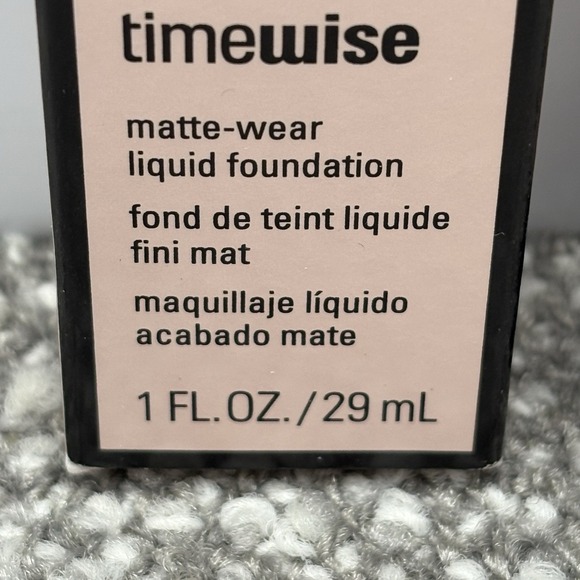 timewise
matte-wear
liquid foundation
fond de teint liquide
fini mat
maquillaje líquido
acabado mate
1 FL.OZ./29 mL